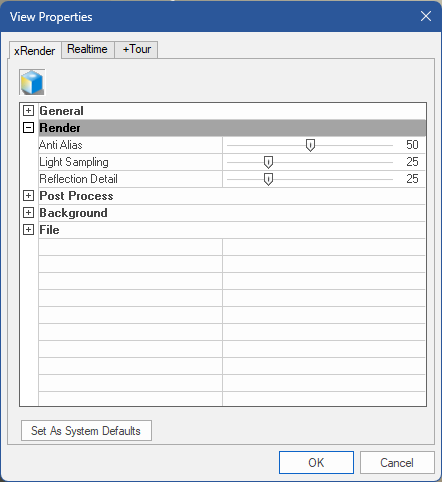 View Properties
xRender Realtime +Tour
General
Render
Anti Alias 50
Light Sampling 25
Reflection Detail 25
Post Process
Background
File
Set As System Defaults
OK Cancel